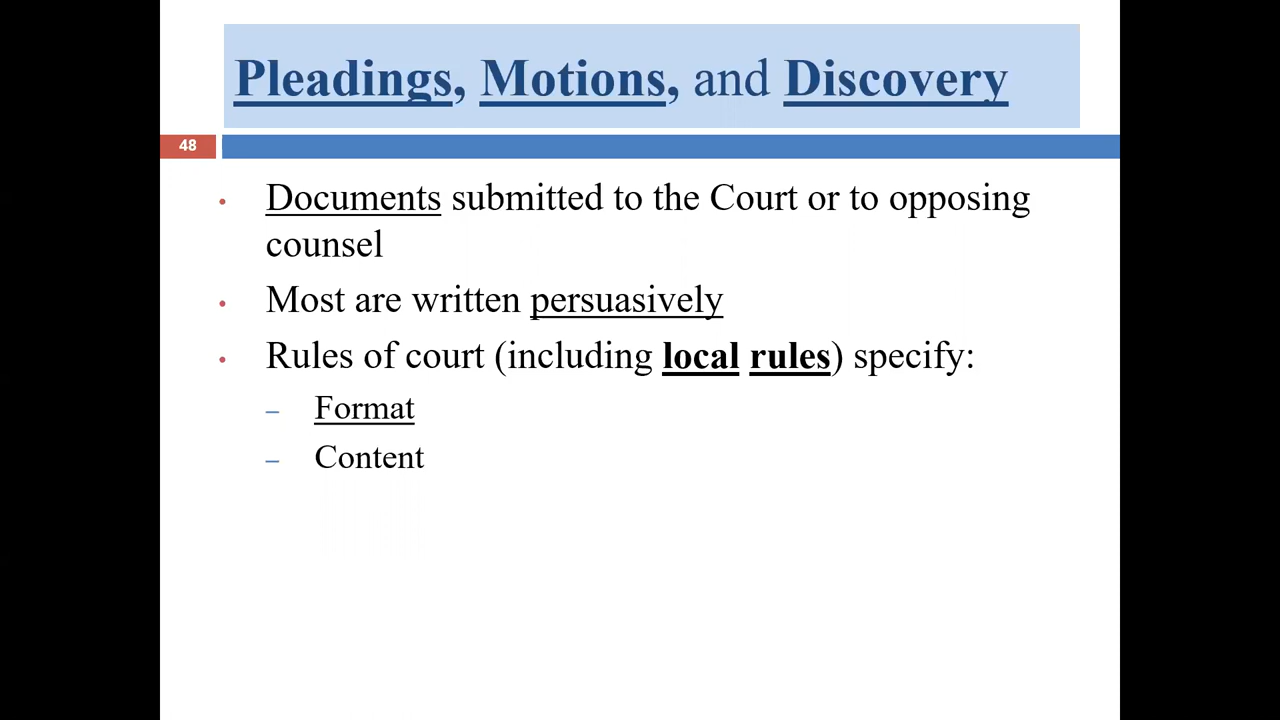 Pleadings, Motions, and Discovery
48
• Documents submitted to the Court or to opposing
counsel
• Most are written persuasively
• Rules of court (including local rules) specify:
– Format
– Content